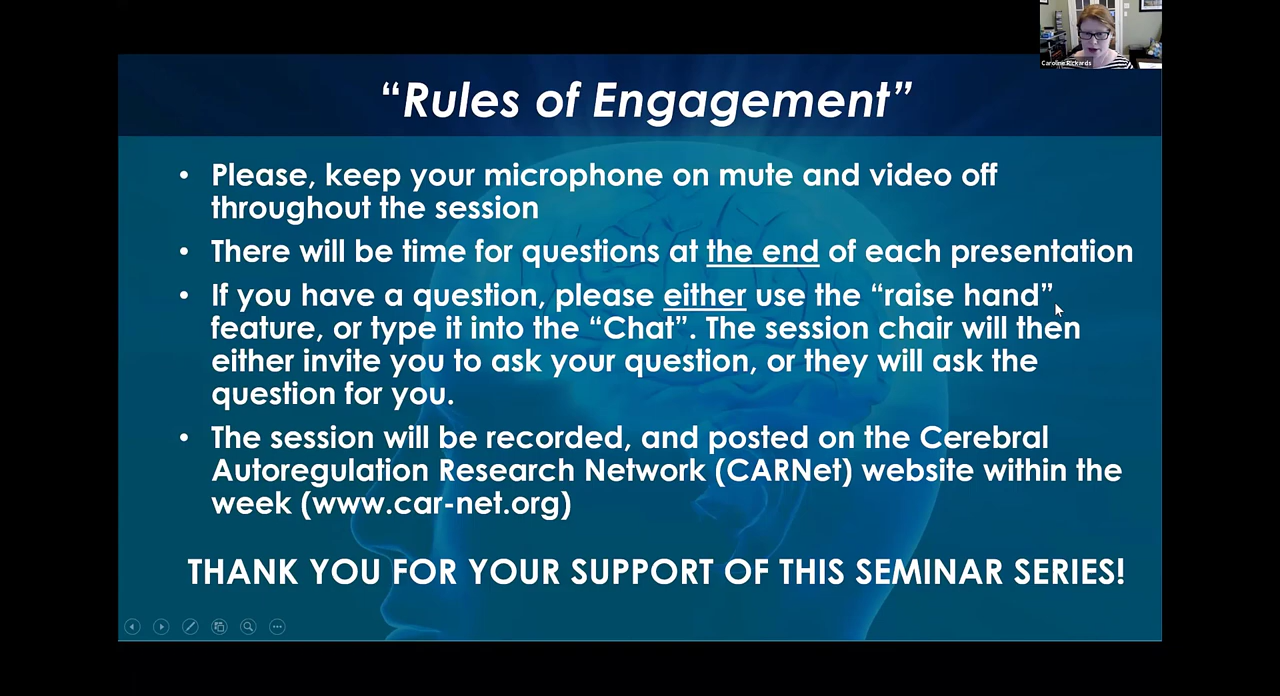 Caroline Rickards
“Rules of Engagement”
• Please, keep your microphone on mute and video off
throughout the session
• There will be time for questions at the end of each presentation
• If you have a question, please either use the “raise hand”
feature, or type it into the “Chat”. The session chair will then
either invite you to ask your question, or they will ask the
question for you.
• The session will be recorded, and posted on the Cerebral
Autoregulation Research Network (CARNet) website within the
week (www.car-net.org)
THANK YOU FOR YOUR SUPPORT OF THIS SEMINAR SERIES!